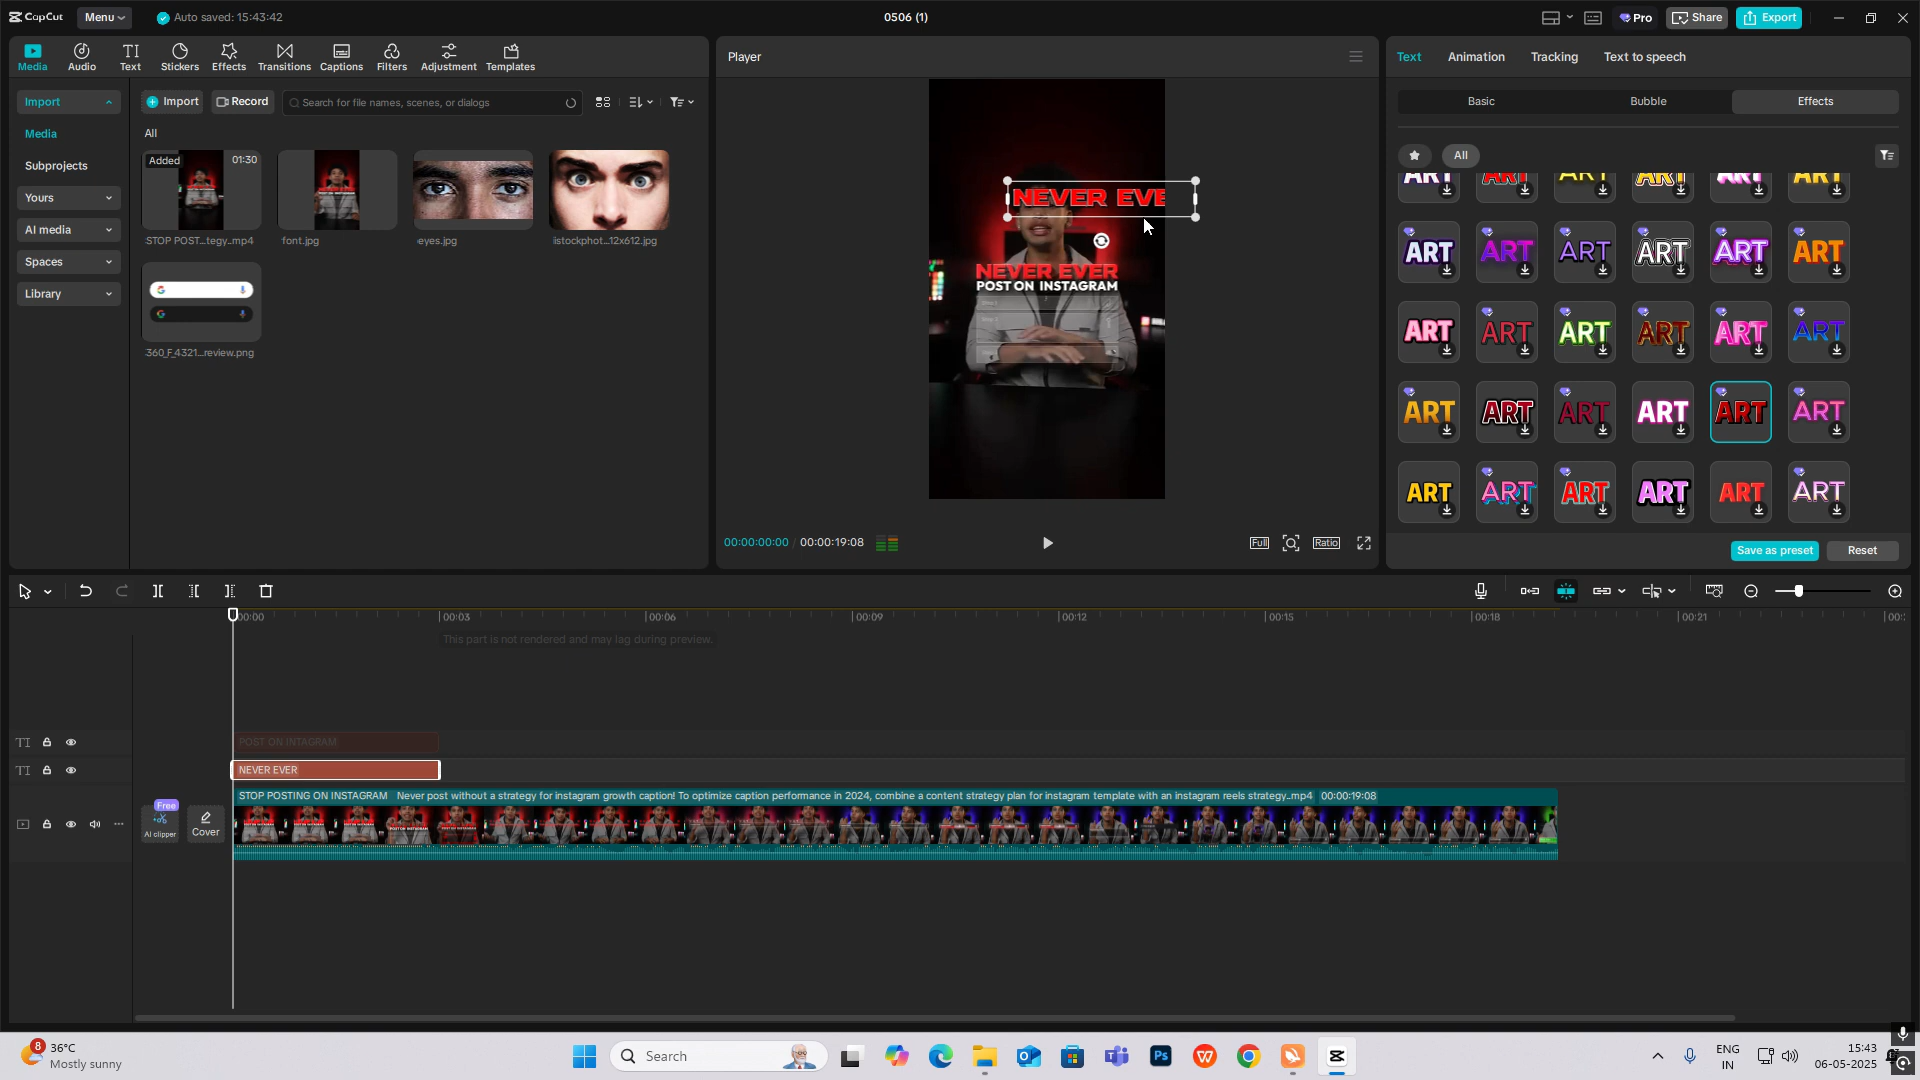 CapCut
Menu
Auto saved: 15:43:42
0506 (1)
Pro
Share
Export
Media
Audio
Text
Stickers
Effects
Transitions
Captions
Filters
Adjustment
Templates
Import
Media
Subprojects
Yours
AI media
Spaces
Library
Import
Record
Search for file names, scenes, or dialogs
All
Added
01:30
STOP POST...tegy_mp4
font.jpg
eyes.jpg
istockphot...12x612.jpg
360_F_4321...review.png
Player
NEVER EVE
NEVER EVER
POST ON INSTAGRAM
00:00:00:00 / 00:00:19:08
Full
Ratio
Text
Animation
Tracking
Text to speech
Basic
Bubble
Effects
All
ART ART ART ART ART ART
ART ART ART ART ART ART
ART ART ART ART ART ART
ART ART ART ART ART ART
ART ART ART ART ART ART
Save as preset
Reset
00:00
00:03
00:06
00:09
00:12
00:15
00:18
00:21
This part is not rendered and may lag during preview.
POST ON INTAGRAM
NEVER EVER
Free
AI clipper
Cover
STOP POSTING ON INSTAGRAM Never post without a strategy for instagram growth caption! To optimize caption performance in 2024, combine a content strategy plan for instagram template with an instagram reels strategy_mp4 00:00:19:08
8
36°C
Mostly sunny
Search
Ps
ENG
IN
15:43
06-05-2025